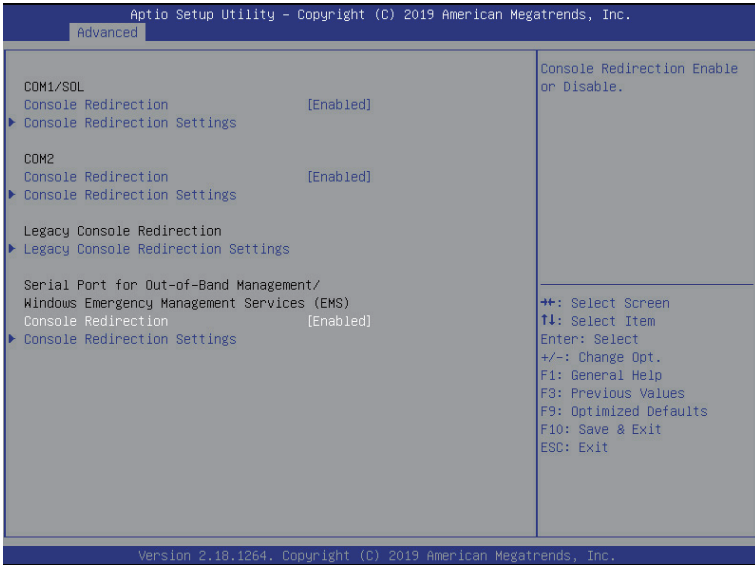 Aptio Setup Utility – Copyright (C) 2019 American Megatrends, Inc.
Advanced
COM1/SOL
Console Redirection [Enabled]
Console Redirection Settings
COM2
Console Redirection [Enabled]
Console Redirection Settings
Legacy Console Redirection
Legacy Console Redirection Settings
Serial Port for Out-of-Band Management/
Windows Emergency Management Services (EMS)
Console Redirection [Enabled]
Console Redirection Settings
Console Redirection Enable
or Disable.
→←: Select Screen
↑↓: Select Item
Enter: Select
+/-: Change Opt.
F1: General Help
F3: Previous Values
F9: Optimized Defaults
F10: Save & Exit
ESC: Exit
Version 2.18.1264. Copyright (C) 2019 American Megatrends, Inc.